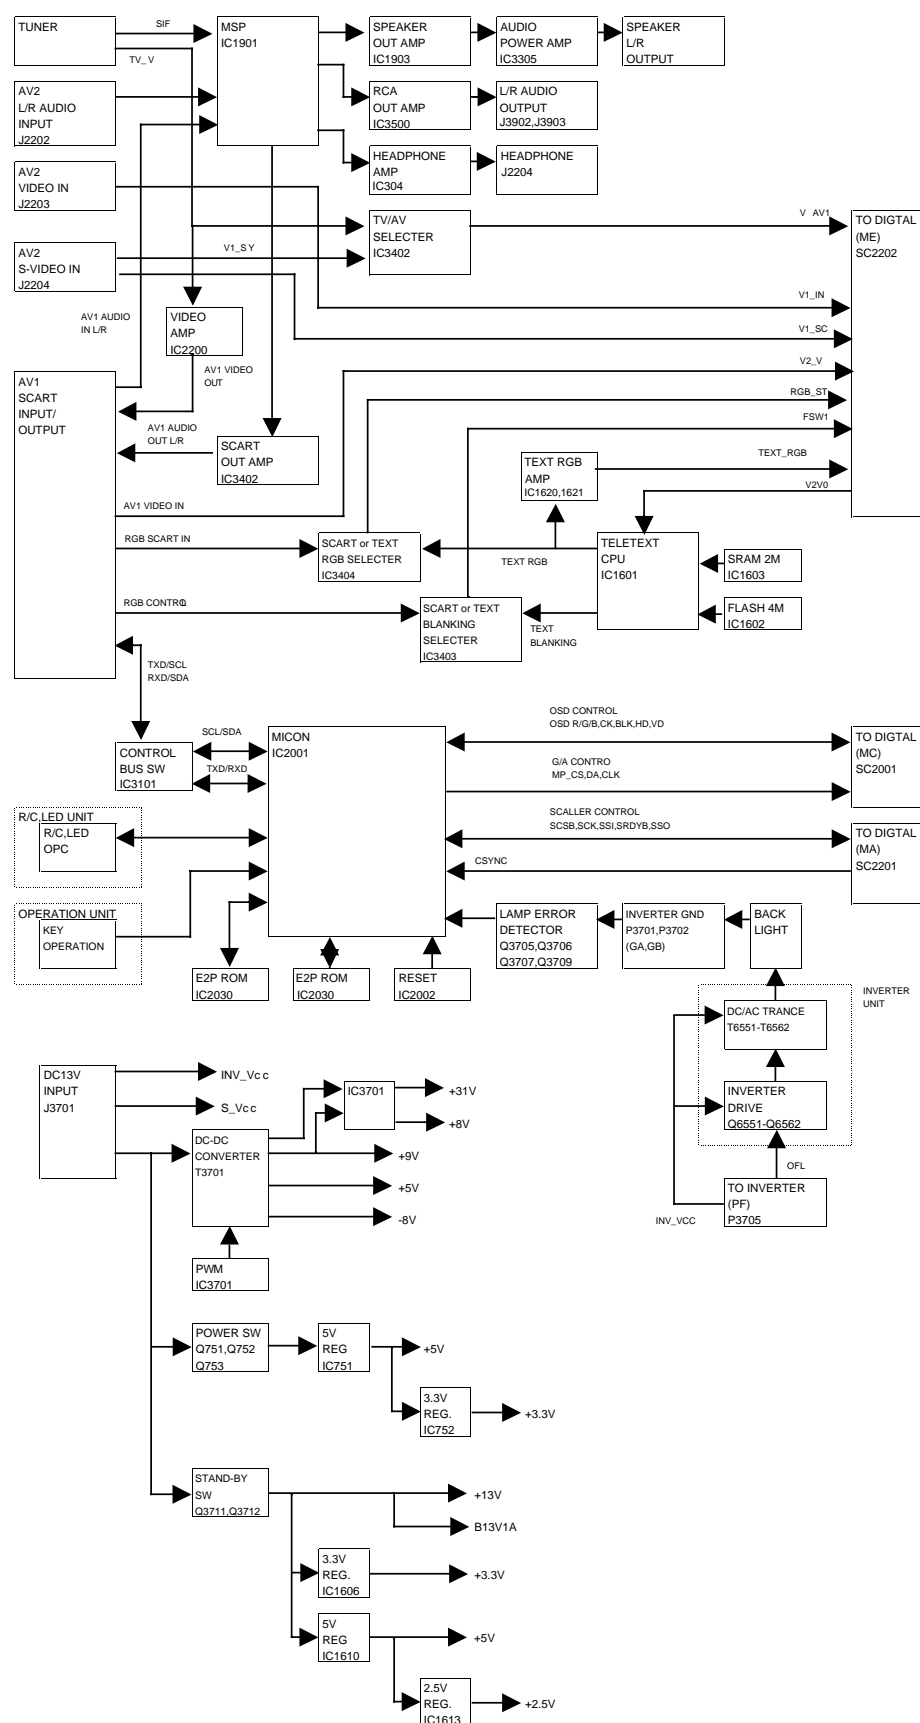 TUNER
SIF
TV_V
MSP
IC1901
SPEAKER
OUT AMP
IC1903
AUDIO
POWER AMP
IC3305
SPEAKER
L/R
OUTPUT
AV2
L/R AUDIO
INPUT
J2202
RCA
OUT AMP
IC3500
L/R AUDIO
OUTPUT
J3902,J3903
HEADPHONE
AMP
IC304
HEADPHONE
J2204
AV2
VIDEO IN
J2203
AV2
S-VIDEO IN
J2204
V1_S Y
TV/AV
SELECTER
IC3402
V AV1
TO DIGTAL
(ME)
SC2202
V1_IN
V1_SC
V2_V
RGB_ST
FSW1
TEXT_RGB
V2V0
AV1 AUDIO
IN L/R
VIDEO
AMP
IC2200
AV1 VIDEO
OUT
AV1
SCART
INPUT/
OUTPUT
AV1 AUDIO
OUT L/R
SCART
OUT AMP
IC3402
TEXT RGB
AMP
IC1620,1621
AV1 VIDEO IN
RGB SCART IN
SCART or TEXT
RGB SELECTER
IC3404
TEXT RGB
TELETEXT
CPU
IC1601
SRAM 2M
IC1603
FLASH 4M
IC1602
RGB CONTROL
SCART or TEXT
BLANKING
SELECTER
IC3403
TEXT
BLANKING
TXD/SCL
RXD/SDA
CONTROL
BUS SW
IC3101
SCL/SDA
TXD/RXD
MICON
IC2001
OSD CONTROL
OSD R/G/B,CK,BLK,HD,VD
G/A CONTRO
MP_CS,DA,CLK
TO DIGTAL
(MC)
SC2001
SCALLER CONTROL
SCSB,SCK,SSI,SRDYB,SSO
CSYNC
TO DIGTAL
(MA)
SC2201
R/C,LED UNIT
R/C,LED
OPC
OPERATION UNIT
KEY
OPERATION
E2P ROM
IC2030
E2P ROM
IC2030
RESET
IC2002
LAMP ERROR
DETECTOR
Q3705,Q3706
Q3707,Q3709
INVERTER GND
P3701,P3702
(GA,GB)
BACK
LIGHT
INVERTER
UNIT
DC/AC TRANCE
T6551-T6562
INVERTER
DRIVE
Q6551-Q6562
OFL
TO INVERTER
(PF)
P3705
INV_VCC
DC13V
INPUT
J3701
INV_Vcc
S_Vcc
IC3701
+31V
+8V
DC-DC
CONVERTER
T3701
+9V
+5V
-8V
PWM
IC3701
POWER SW
Q751,Q752
Q753
5V
REG
IC751
+5V
3.3V
REG.
IC752
+3.3V
STAND-BY
SW
Q3711,Q3712
+13V
B13V1A
3.3V
REG.
IC1606
+3.3V
5V
REG
IC1610
+5V
2.5V
REG.
IC1613
+2.5V